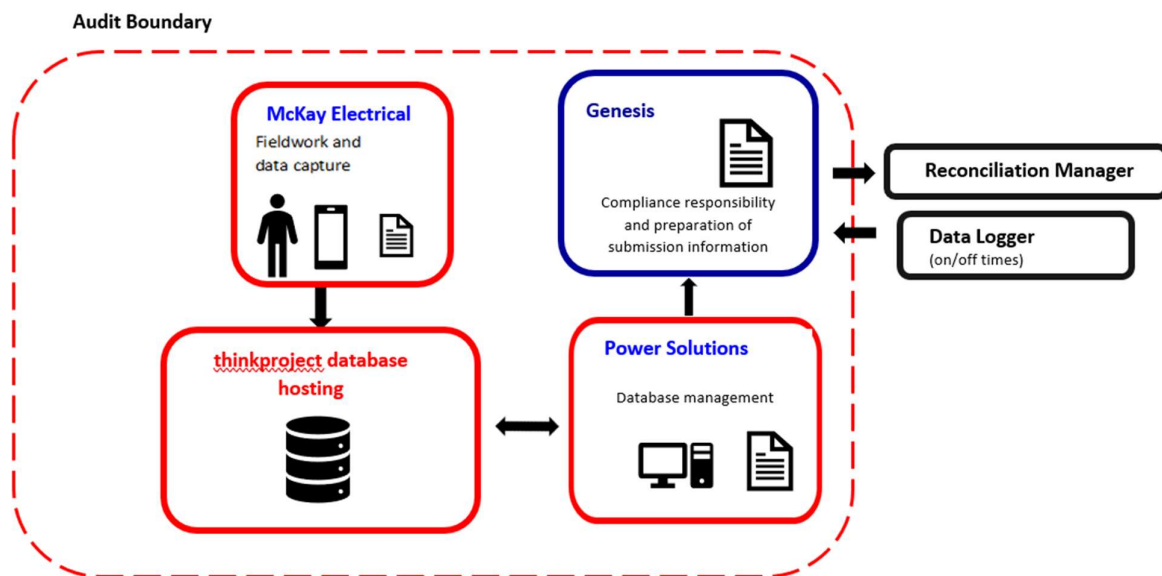 Audit Boundary
McKay Electrical
Fieldwork and
data capture
Genesis
Compliance responsibility
and preparation of
submission information
Reconciliation Manager
Data Logger
(on/off times)
thinkproject database
hosting
Power Solutions
Database management